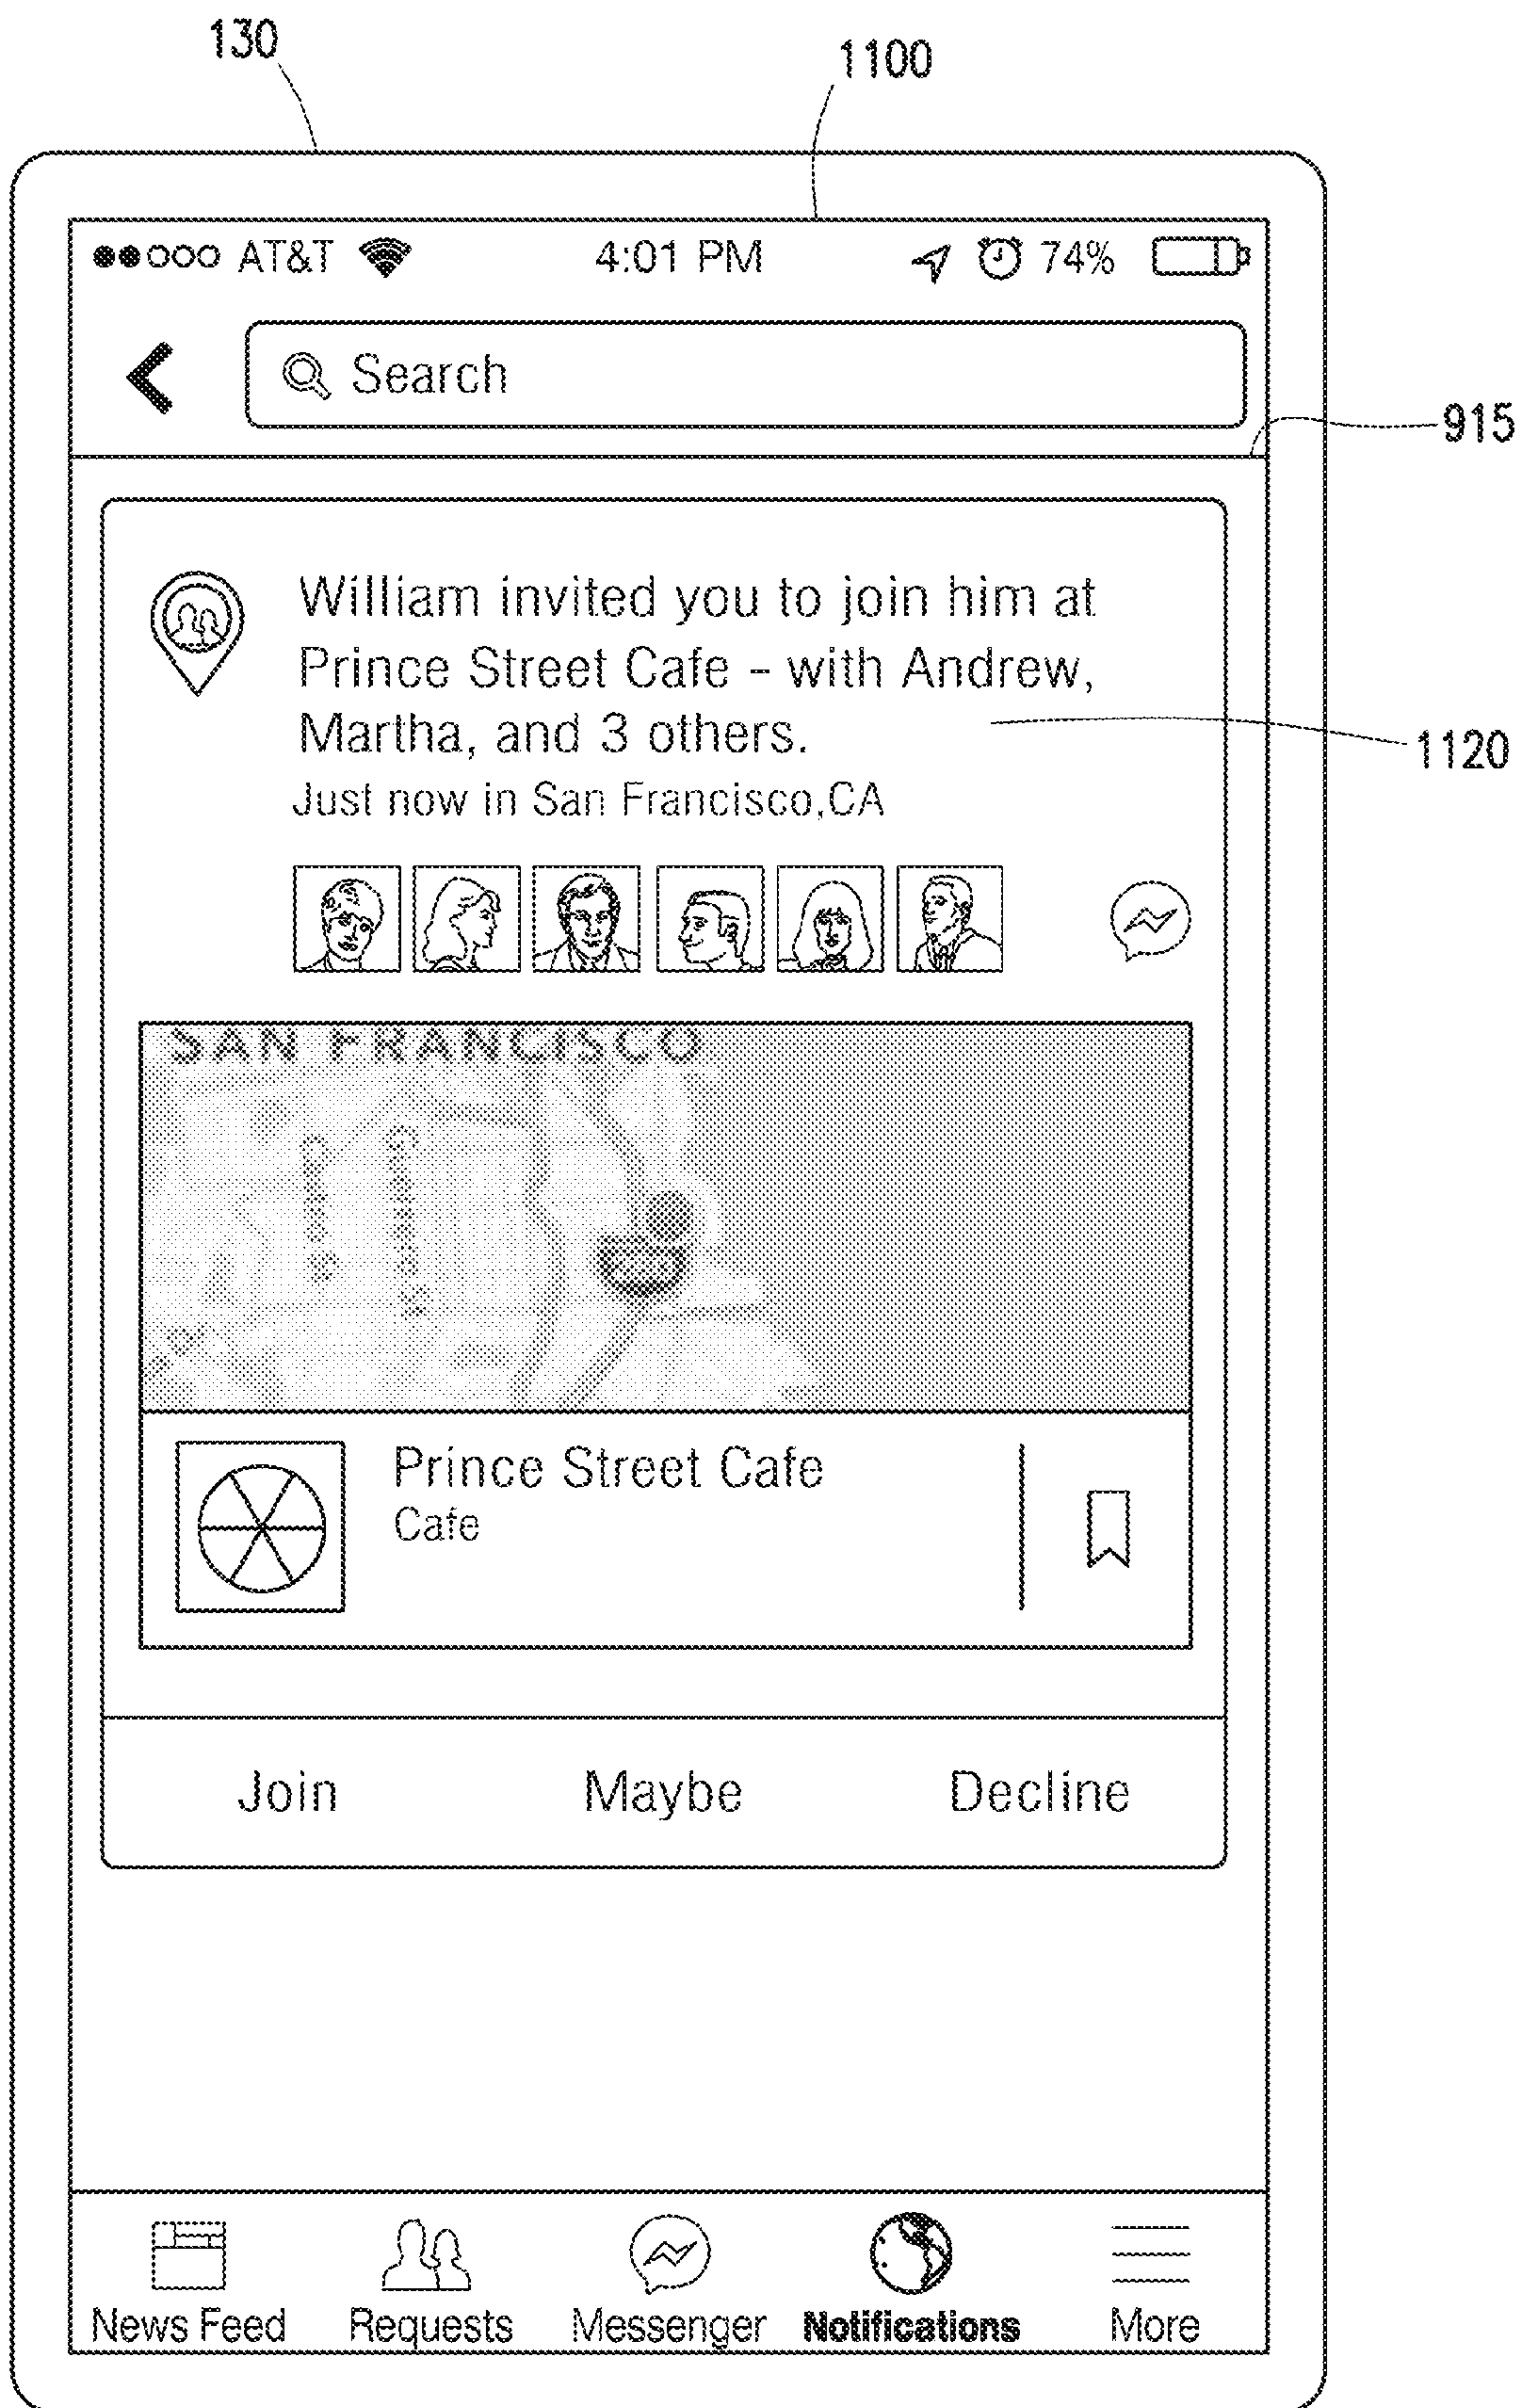 130
1100
AT&T 4:01 PM 74%
Search
915
William invited you to join him at
Prince Street Cafe - with Andrew,
Martha, and 3 others.
1120
Just now in San Francisco,CA
SAN FRANCISCO
Prince Street Cafe
Cafe
Join Maybe Decline
News Feed Requests Messenger Notifications More